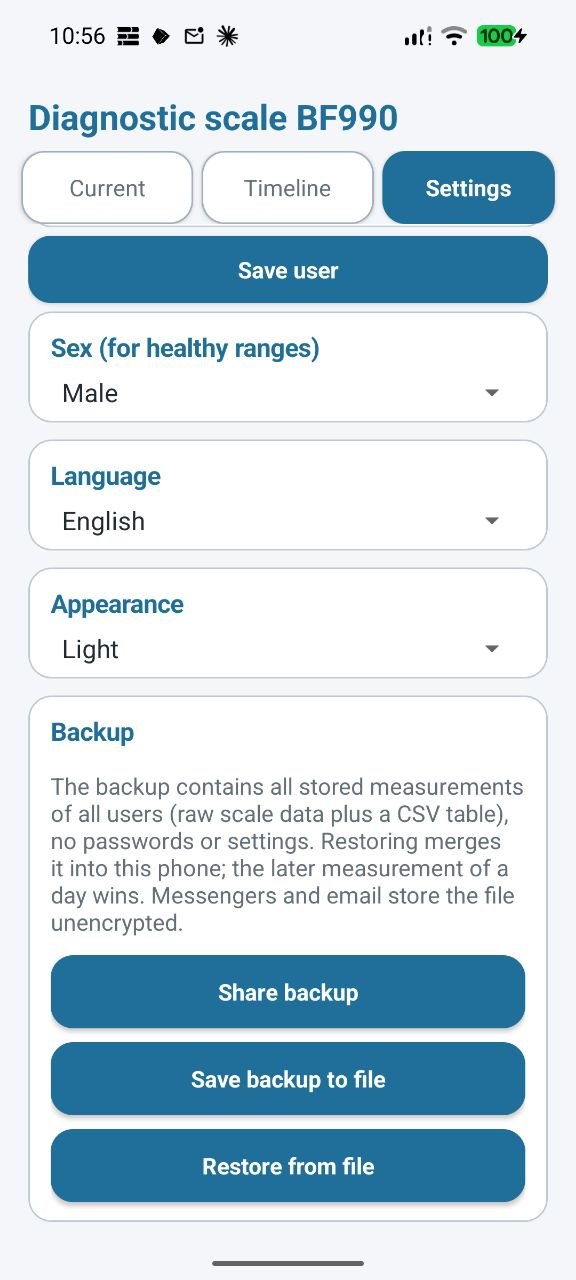 10:56
100
Diagnostic scale BF990
Current
Timeline
Settings
Save user
Sex (for healthy ranges)
Male
Language
English
Appearance
Light
Backup
The backup contains all stored measurements
of all users (raw scale data plus a CSV table),
no passwords or settings. Restoring merges
it into this phone; the later measurement of a
day wins. Messengers and email store the file
unencrypted.
Share backup
Save backup to file
Restore from file